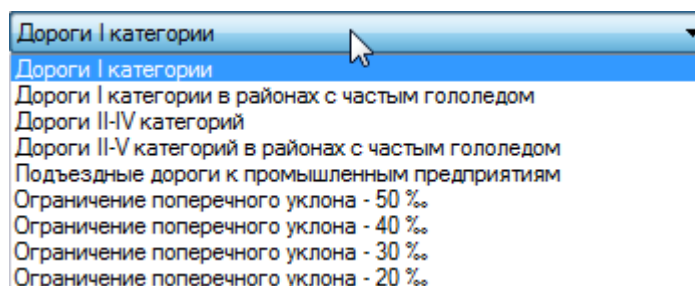 Дороги I категории
Дороги I категории
Дороги I категории в районах с частым гололедом
Дороги II-IV категорий
Дороги II-V категорий в районах с частым гололедом
Подъездные дороги к промышленным предприятиям
Ограничение поперечного уклона - 50 ‰
Ограничение поперечного уклона - 40 ‰
Ограничение поперечного уклона - 30 ‰
Ограничение поперечного уклона - 20 ‰